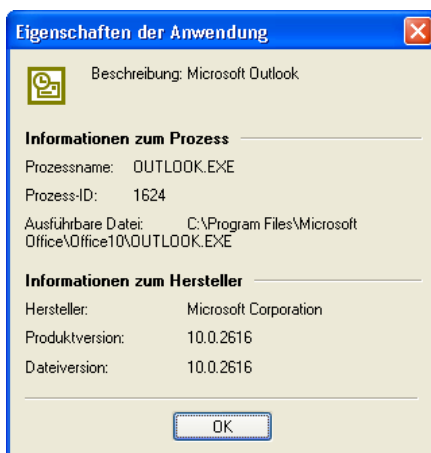 Eigenschaften der Anwendung
Beschreibung: Microsoft Outlook
Informationen zum Prozess
Prozessname: OUTLOOK.EXE
Prozess-ID: 1624
Ausführbare Datei: C:\Program Files\Microsoft
Office\Office10\OUTLOOK.EXE
Informationen zum Hersteller
Hersteller: Microsoft Corporation
Produktversion: 10.0.2616
Dateiversion: 10.0.2616
OK